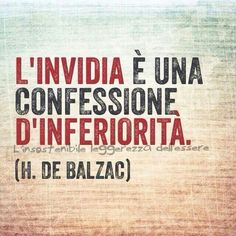 L'INVIDIA È UNA
CONFESSIONE
D'INFERIORITÀ.
L'insostenibile leggerezza dell'essere
(H. DE BALZAC)